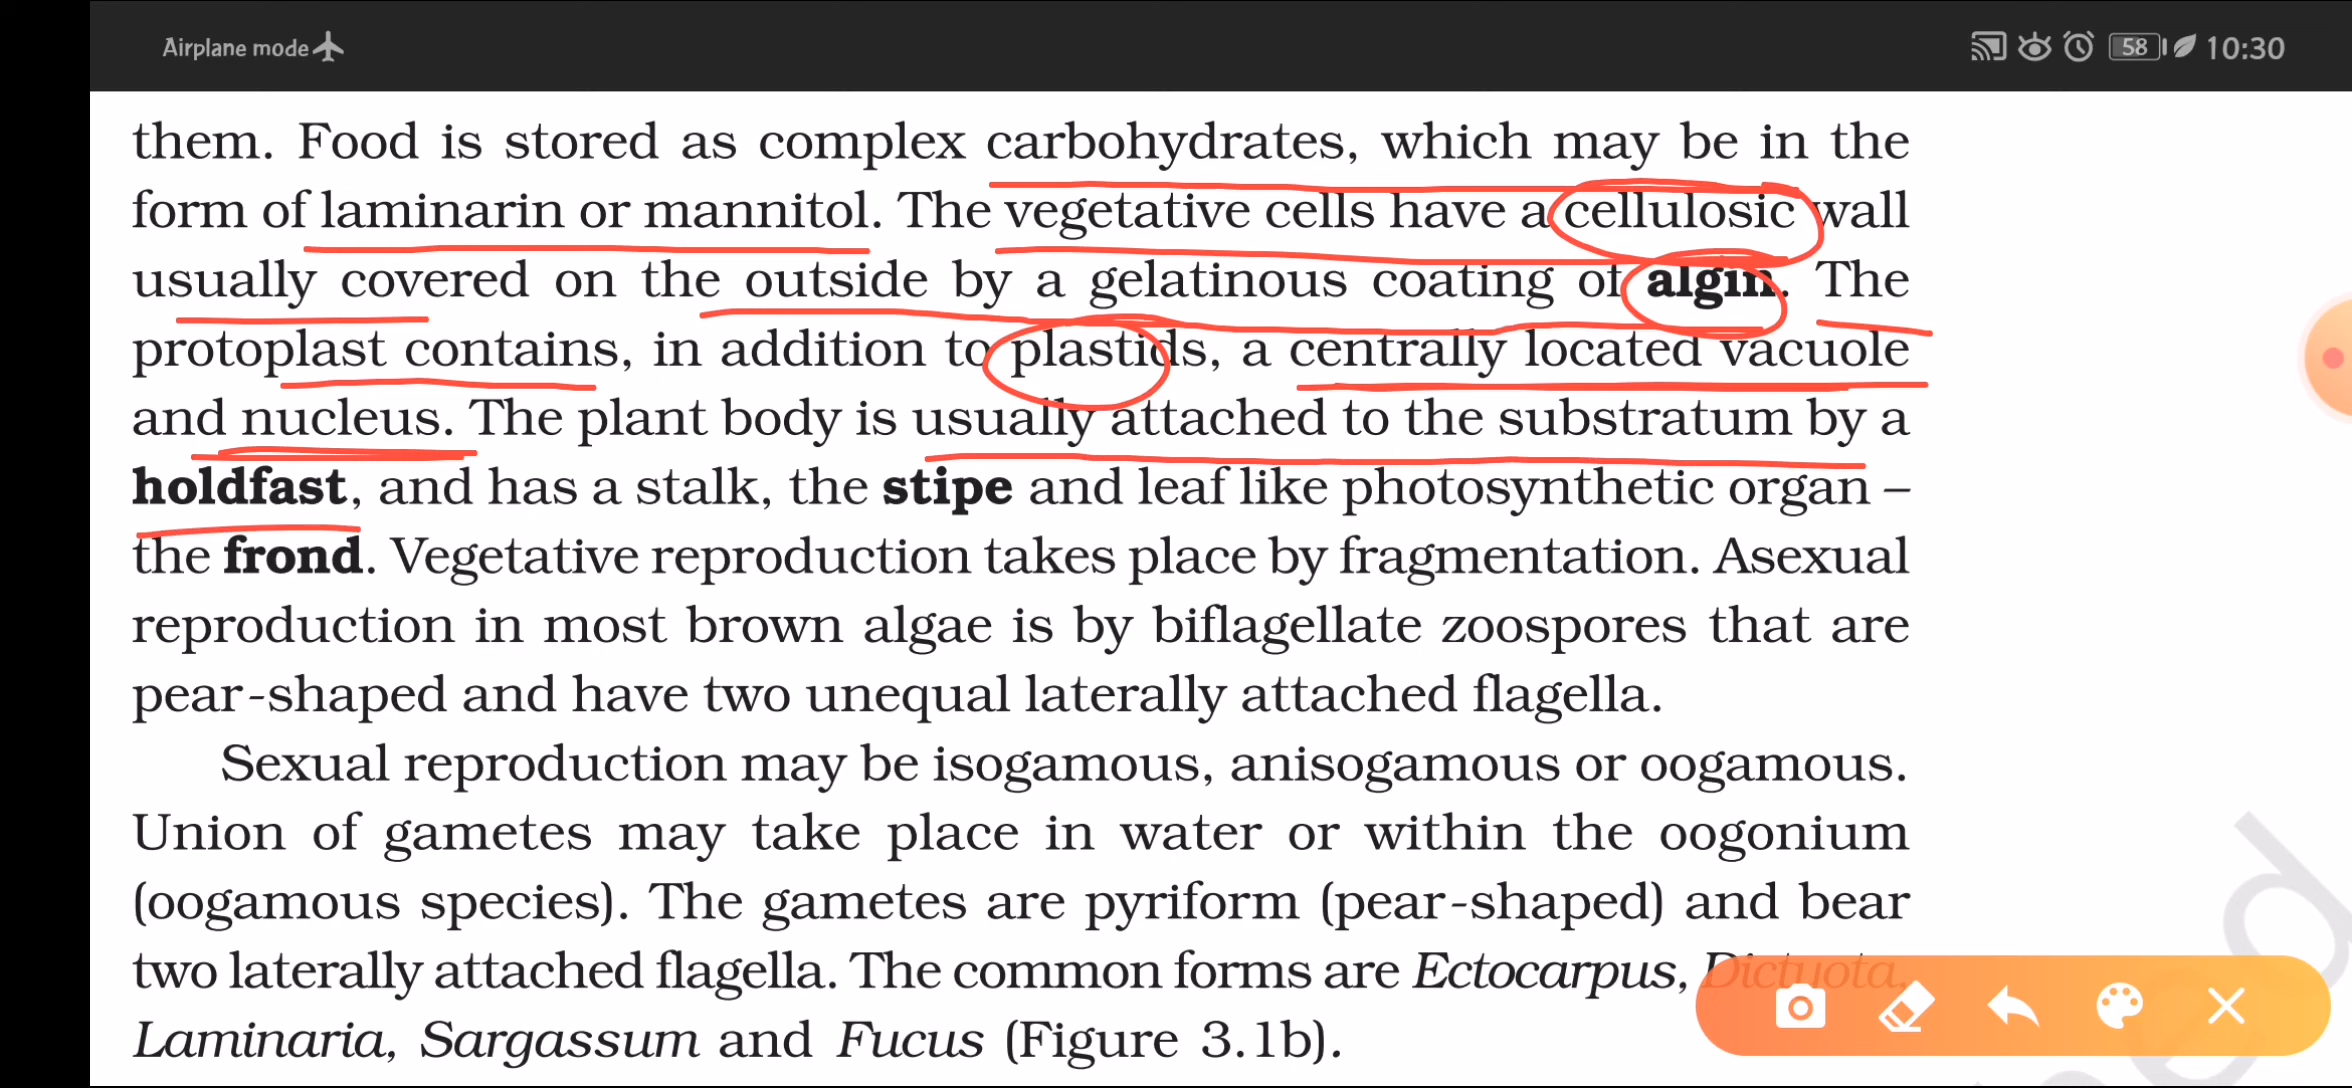 Airplane mode 58 10:30
them. Food is stored as complex carbohydrates, which may be in the
form of laminarin or mannitol. The vegetative cells have a cellulosic wall
usually covered on the outside by a gelatinous coating of algin. The
protoplast contains, in addition to plastids, a centrally located vacuole
and nucleus. The plant body is usually attached to the substratum by a
holdfast, and has a stalk, the stipe and leaf like photosynthetic organ –
the frond. Vegetative reproduction takes place by fragmentation. Asexual
reproduction in most brown algae is by biflagellate zoospores that are
pear-shaped and have two unequal laterally attached flagella.
Sexual reproduction may be isogamous, anisogamous or oogamous.
Union of gametes may take place in water or within the oogonium
(oogamous species). The gametes are pyriform (pear-shaped) and bear
two laterally attached flagella. The common forms are Ectocarpus, Dictyota,
Laminaria, Sargassum and Fucus (Figure 3.1b).